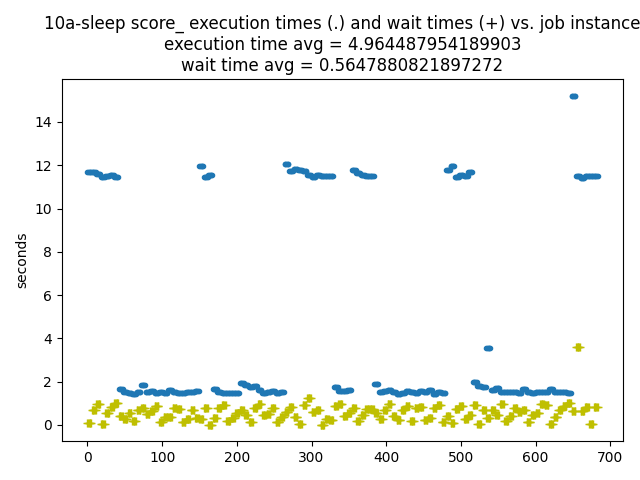 10a-sleep score_ execution times (.) and wait times (+) vs. job instance
execution time avg = 4.964487954189903
wait time avg = 0.5647880821897272
seconds
14
12
10
8
6
4
2
0
0 100 200 300 400 500 600 700